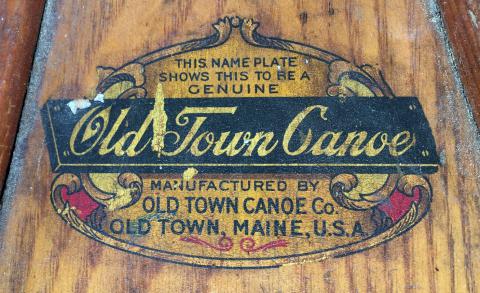 THIS NAME PLATE
SHOWS THIS TO BE A
GENUINE
Old Town Canoe
MANUFACTURED BY
OLD TOWN CANOE Co.
OLD TOWN, MAINE, U.S.A.